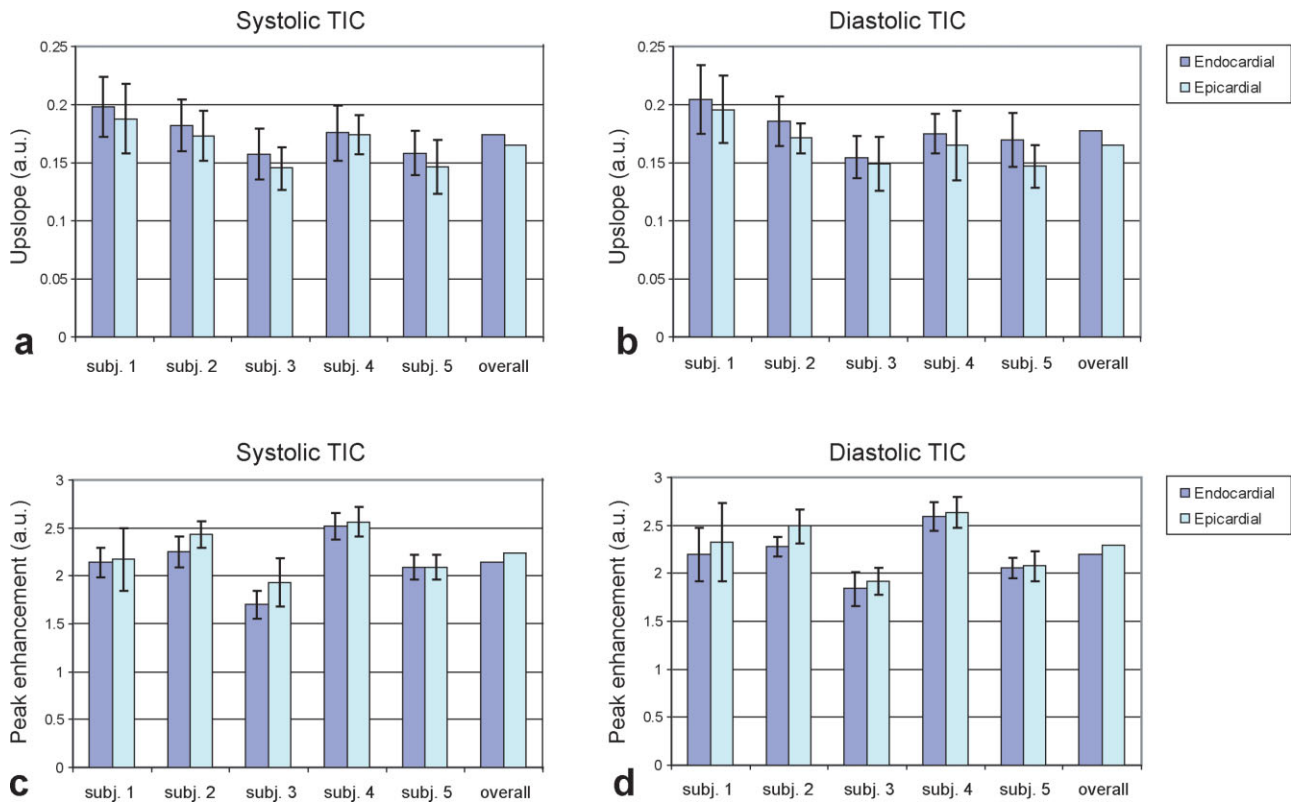 Systolic TIC
Upslope (a.u.)
0.25
0.2
0.15
0.1
0.05
0
subj. 1 subj. 2 subj. 3 subj. 4 subj. 5 overall
a
Diastolic TIC
Upslope (a.u.)
0.25
0.2
0.15
0.1
0.05
0
subj. 1 subj. 2 subj. 3 subj. 4 subj. 5 overall
b
Endocardial
Epicardial
Systolic TIC
Peak enhancement (a.u.)
3
2.5
2
1.5
1
0.5
0
subj. 1 subj. 2 subj. 3 subj. 4 subj. 5 overall
c
Diastolic TIC
Peak enhancement (a.u.)
3
2.5
2
1.5
1
0.5
0
subj. 1 subj. 2 subj. 3 subj. 4 subj. 5 overall
d
Endocardial
Epicardial